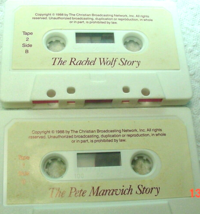 Copyright © 1988 by The Christian Broadcasting Network, Inc. All rights
reserved. Unauthorized broadcasting, duplication or reproduction, in whole
or in part, is prohibited by law.
Tape
2
Side
B
The Rachel Wolf Story
Copyright © 1988 by The Christian Broadcasting Network, Inc. All rights
reserved. Unauthorized broadcasting, duplication or reproduction, in whole
or in part, is prohibited by law.
The Pete Maravich Story